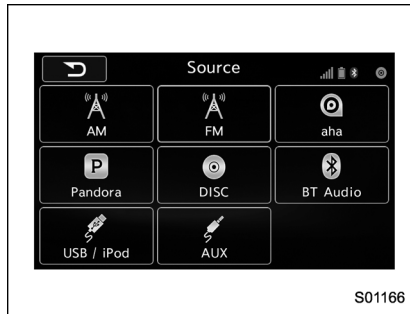 Source
AM FM aha
P
Pandora DISC BT Audio
USB / iPod AUX
S01166